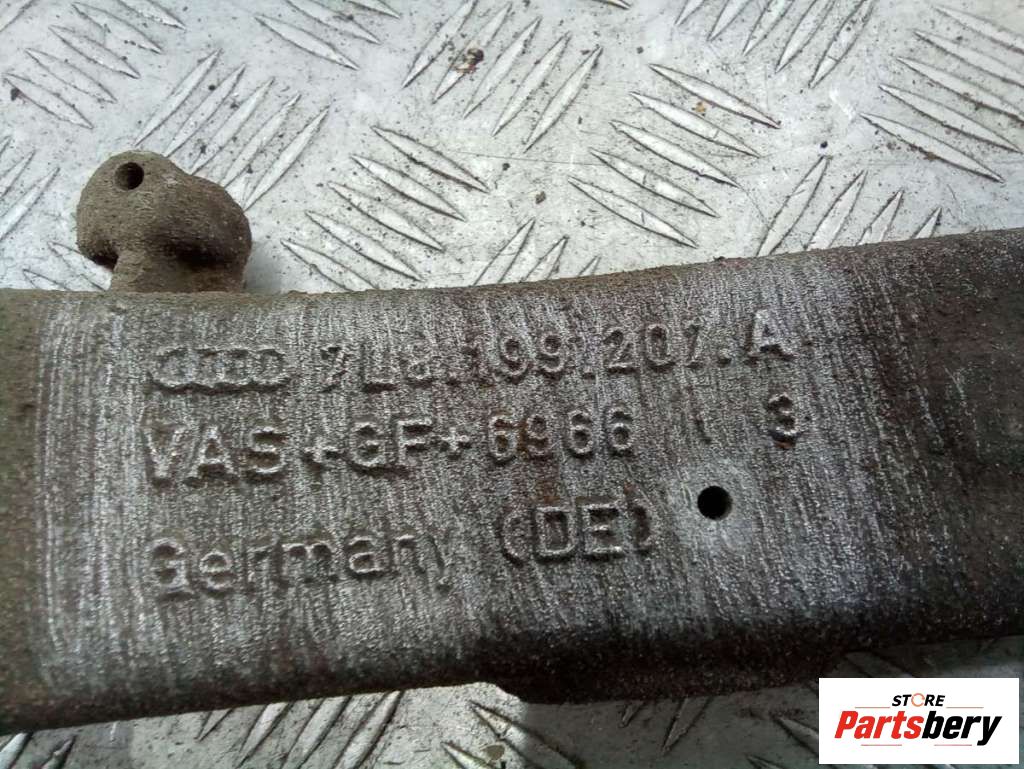 7L8.199.207.A
VAS+GF+6966 3
Germany (DE)
STORE
Partsbery